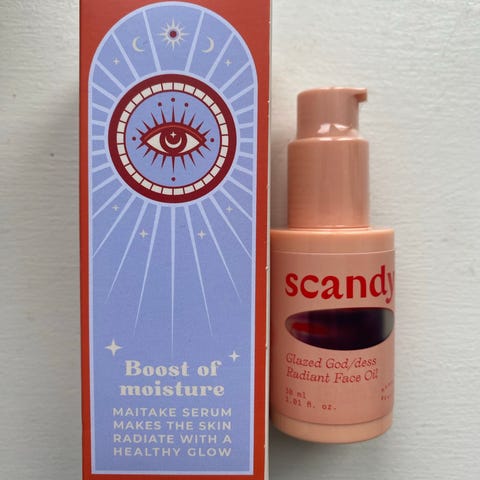 Boost of
moisture
MAITAKE SERUM
MAKES THE SKIN
RADIATE WITH A
HEALTHY GLOW
scandy
Glazed God/dess
Radiant Face Oil
30 ml
1.01 fl. oz.